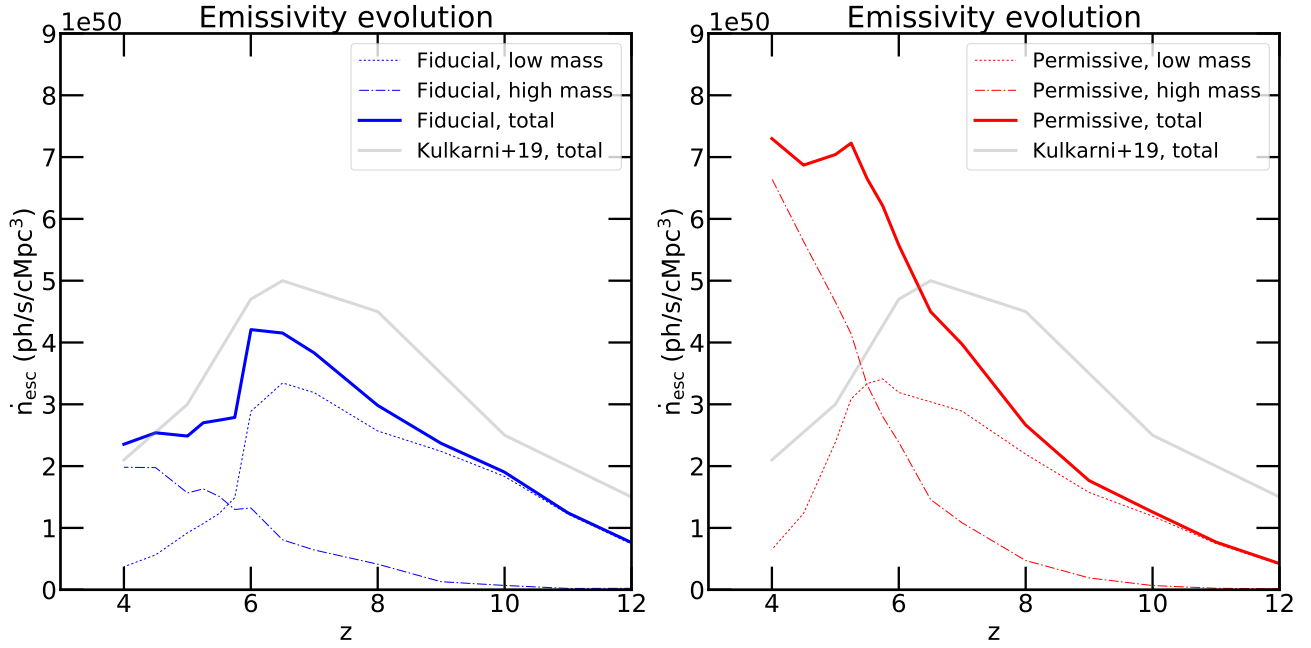 Emissivity evolution
1e50
9
8
7
6
5
4
3
2
1
0
4 6 8 10 12
z
ṅesc (ph/s/cMpc³)
Fiducial, low mass
Fiducial, high mass
Fiducial, total
Kulkarni+19, total
Emissivity evolution
1e50
9
8
7
6
5
4
3
2
1
0
4 6 8 10 12
z
ṅesc (ph/s/cMpc³)
Permissive, low mass
Permissive, high mass
Permissive, total
Kulkarni+19, total